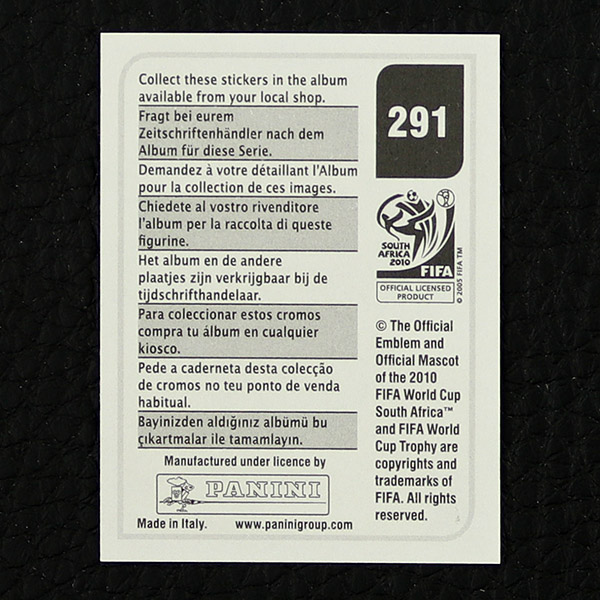 Collect these stickers in the album
available from your local shop.
Fragt bei eurem
Zeitschriftenhändler nach dem
Album für diese Serie.
Demandez à votre détaillant l'Album
pour la collection de ces images.
Chiedete al vostro rivenditore
l'album per la raccolta di queste
figurine.
Het album en de andere
plaatjes zijn verkrijgbaar bij de
tijdschrifthandelaar.
Para coleccionar estos cromos
compra tu álbum en cualquier
kiosco.
Pede a caderneta desta colecção
de cromos no teu ponto de venda
habitual.
Bayinizden aldığınız albümü bu
çıkartmalar ile tamamlayın.
Manufactured under licence by
PANINI
Made in Italy. www.paninigroup.com
291
SOUTH
AFRICA
2010
FIFA
© 2005 FIFA TM
OFFICIAL LICENSED
PRODUCT
© The Official
Emblem and
Official Mascot
of the 2010
FIFA World Cup
South Africa™
and FIFA World
Cup Trophy are
copyrights and
trademarks of
FIFA. All rights
reserved.